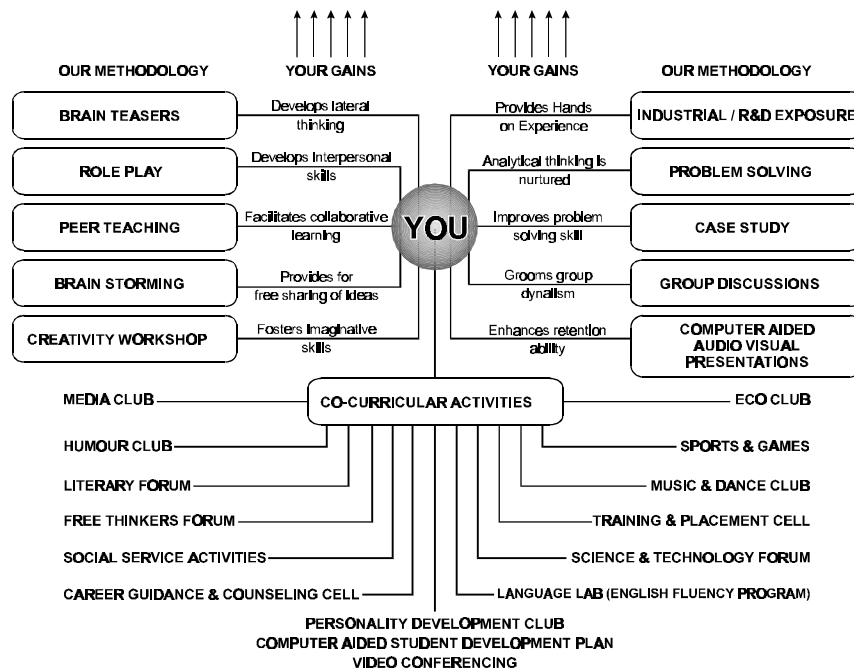 OUR METHODOLOGY
YOUR GAINS
YOUR GAINS
OUR METHODOLOGY
BRAIN TEASERS
Develops lateral
thinking
Provides Hands
on Experience
INDUSTRIAL / R&D EXPOSURE
ROLE PLAY
Develops Interpersonal
skills
Analytical thinking is
nurtured
PROBLEM SOLVING
PEER TEACHING
Facilitates collaborative
learning
YOU
Improves problem
solving skill
CASE STUDY
BRAIN STORMING
Provides for
free sharing of ideas
Grooms group
dynalism
GROUP DISCUSSIONS
CREATIVITY WORKSHOP
Fosters Imaginative
skills
Enhances retention
ability
COMPUTER AIDED
AUDIO VISUAL
PRESENTATIONS
MEDIA CLUB
CO-CURRICULAR ACTIVITIES
ECO CLUB
HUMOUR CLUB
SPORTS & GAMES
LITERARY FORUM
MUSIC & DANCE CLUB
FREE THINKERS FORUM
TRAINING & PLACEMENT CELL
SOCIAL SERVICE ACTIVITIES
SCIENCE & TECHNOLOGY FORUM
CAREER GUIDANCE & COUNSELING CELL
LANGUAGE LAB (ENGLISH FLUENCY PROGRAM)
PERSONALITY DEVELOPMENT CLUB
COMPUTER AIDED STUDENT DEVELOPMENT PLAN
VIDEO CONFERENCING